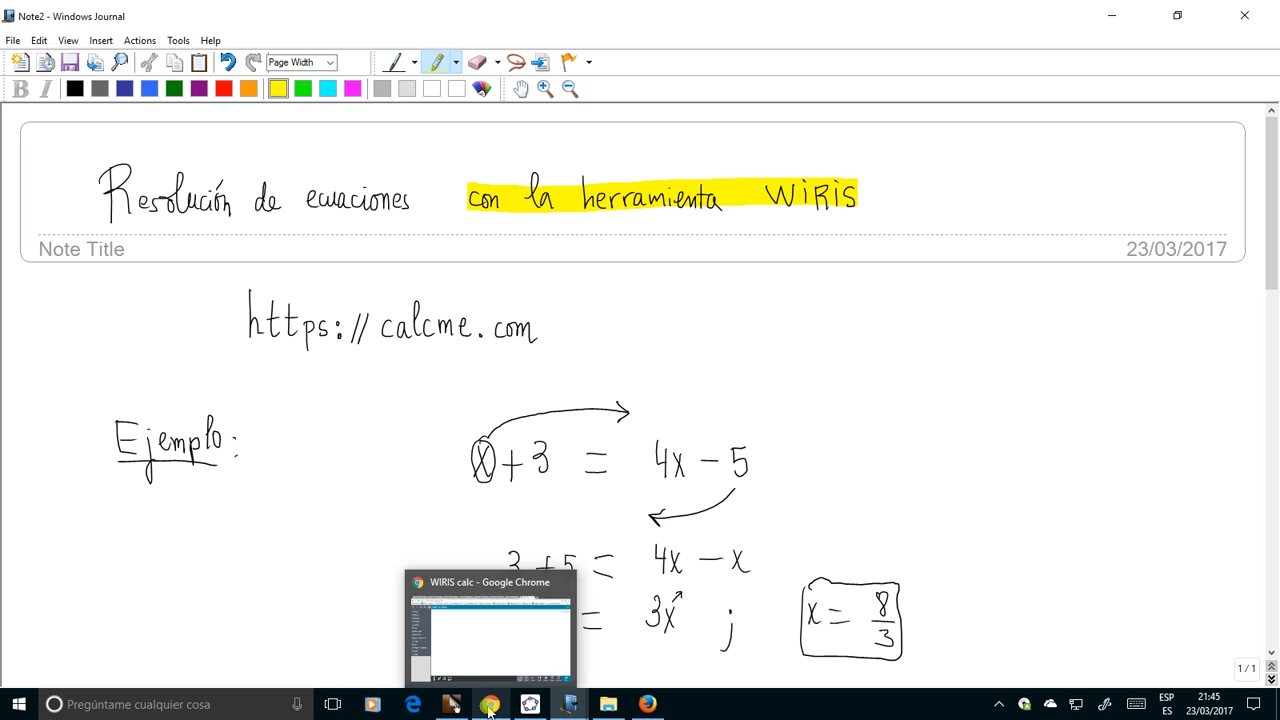 Note2 - Windows Journal
File Edit View Insert Actions Tools Help
Page Width
B I
Resolución de ecuaciones con la herramienta WiRiS
Note Title 23/03/2017
https://calcme.com
Ejemplo:
x + 3 = 4x - 5
3 + 5 = 4x - x
= 3x ; x = 8/3
WIRIS calc - Google Chrome
1 / 1
Pregúntame cualquier cosa
ESP 21:45
ES 23/03/2017